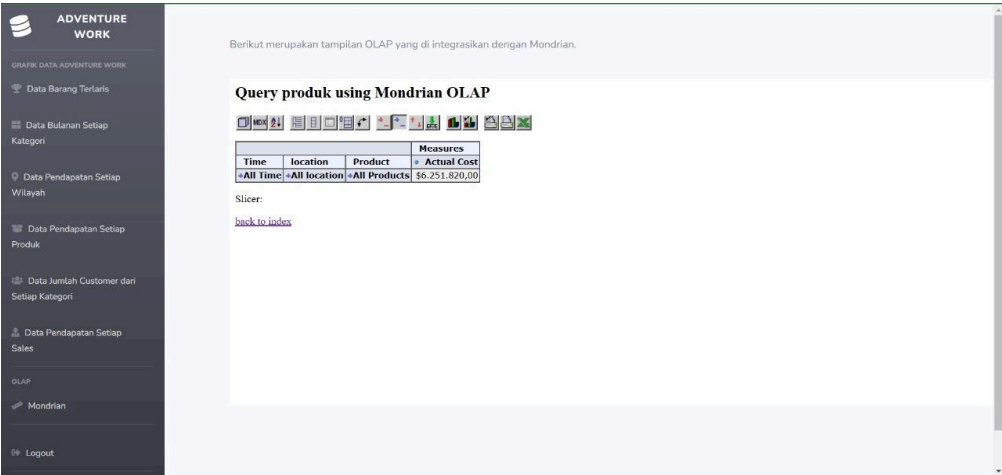 ADVENTURE
WORK
GRAFIK DATA ADVENTURE WORK
Data Barang Terlaris
Data Bulanan Setiap
Kategori
Data Pendapatan Setiap
Wilayah
Data Pendapatan Setiap
Produk
Data Jumlah Customer dari
Setiap Kategori
Data Pendapatan Setiap
Sales
OLAP
Mondrian
Logout
Berikut merupakan tampilan OLAP yang di integrasikan dengan Mondrian.
Query produk using Mondrian OLAP
MDX
Measures
Time location Product Actual Cost
+All Time +All location +All Products $6.251.820,00
Slicer:
back to index